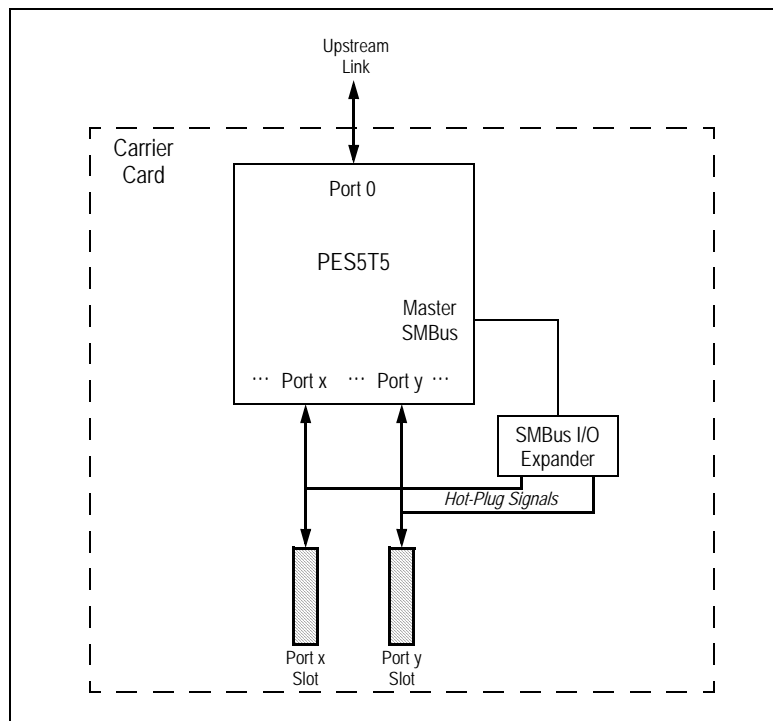 Upstream
Link
Carrier
Card
Port 0
PES5T5
Master
SMBus
... Port x ... Port y ...
SMBus I/O
Expander
Hot-Plug Signals
Port x
Slot
Port y
Slot